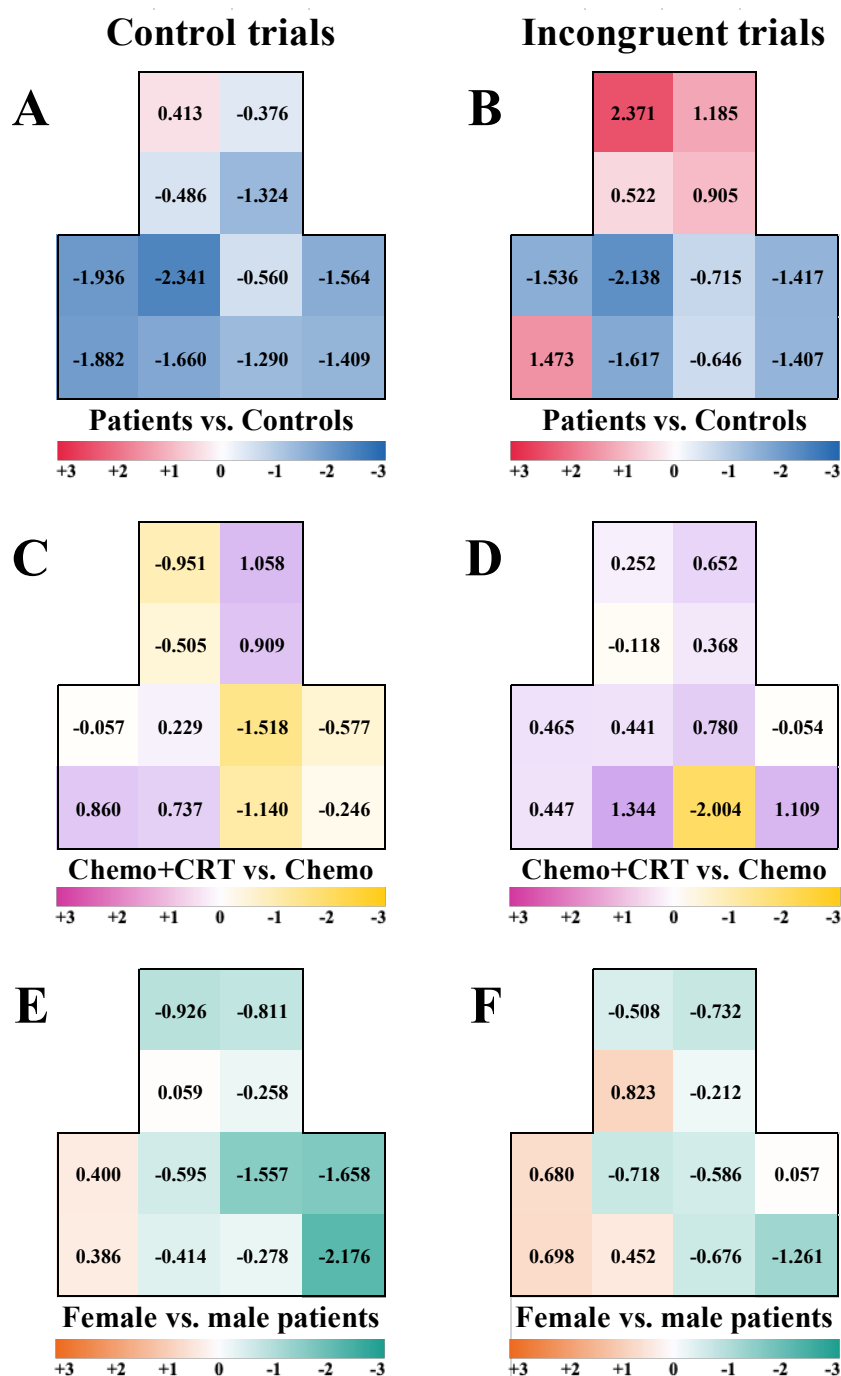 Control trials Incongruent trials
A B
0.413 -0.376 2.371 1.185
-0.486 -1.324 0.522 0.905
-1.936 -2.341 -0.560 -1.564 -1.536 -2.138 -0.715 -1.417
-1.882 -1.660 -1.290 -1.409 1.473 -1.617 -0.646 -1.407
Patients vs. Controls Patients vs. Controls
+3 +2 +1 0 -1 -2 -3 +3 +2 +1 0 -1 -2 -3
C D
-0.951 1.058 0.252 0.652
-0.505 0.909 -0.118 0.368
-0.057 0.229 -1.518 -0.577 0.465 0.441 0.780 -0.054
0.860 0.737 -1.140 -0.246 0.447 1.344 -2.004 1.109
Chemo+CRT vs. Chemo Chemo+CRT vs. Chemo
+3 +2 +1 0 -1 -2 -3 +3 +2 +1 0 -1 -2 -3
E F
-0.926 -0.811 -0.508 -0.732
0.059 -0.258 0.823 -0.212
0.400 -0.595 -1.557 -1.658 0.680 -0.718 -0.586 0.057
0.386 -0.414 -0.278 -2.176 0.698 0.452 -0.676 -1.261
Female vs. male patients Female vs. male patients
+3 +2 +1 0 -1 -2 -3 +3 +2 +1 0 -1 -2 -3